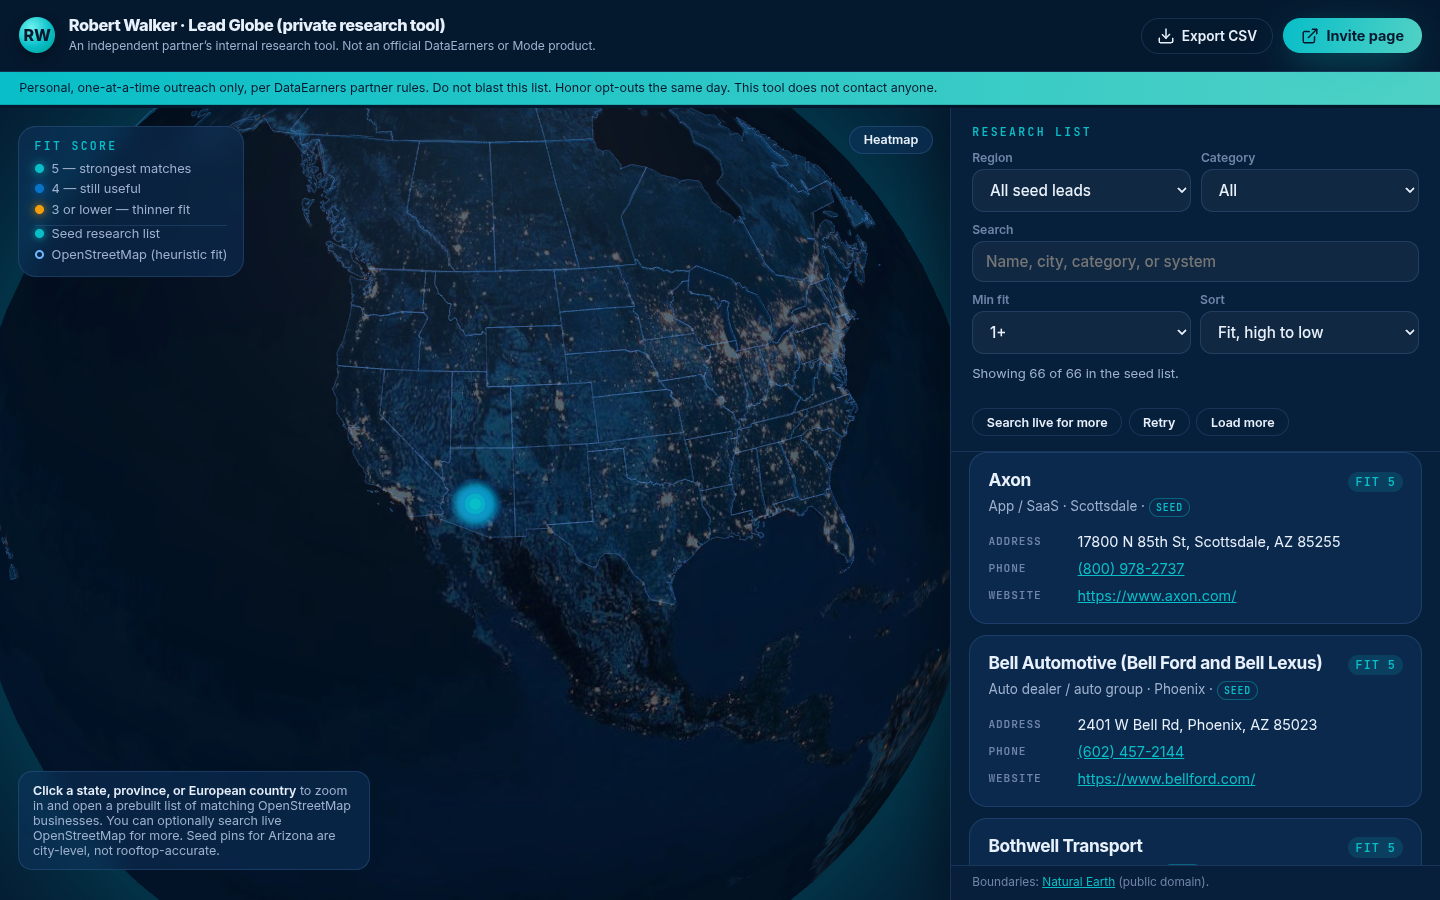 RW
Robert Walker · Lead Globe (private research tool)
An independent partner’s internal research tool. Not an official DataEarners or Mode product.
Export CSV
Invite page
Personal, one-at-a-time outreach only, per DataEarners partner rules. Do not blast this list. Honor opt-outs the same day. This tool does not contact anyone.
FIT SCORE
5 — strongest matches
4 — still useful
3 or lower — thinner fit
Seed research list
OpenStreetMap (heuristic fit)
Heatmap
Click a state, province, or European country to zoom
in and open a prebuilt list of matching OpenStreetMap
businesses. You can optionally search live
OpenStreetMap for more. Seed pins for Arizona are
city-level, not rooftop-accurate.
RESEARCH LIST
Region
Category
All seed leads
All
Search
Name, city, category, or system
Min fit
Sort
1+
Fit, high to low
Showing 66 of 66 in the seed list.
Search live for more
Retry
Load more
Axon
FIT 5
App / SaaS · Scottsdale · SEED
ADDRESS 17800 N 85th St, Scottsdale, AZ 85255
PHONE (800) 978-2737
WEBSITE https://www.axon.com/
Bell Automotive (Bell Ford and Bell Lexus)
FIT 5
Auto dealer / auto group · Phoenix · SEED
ADDRESS 2401 W Bell Rd, Phoenix, AZ 85023
PHONE (602) 457-2144
WEBSITE https://www.bellford.com/
Bothwell Transport
FIT 5
Boundaries: Natural Earth (public domain).